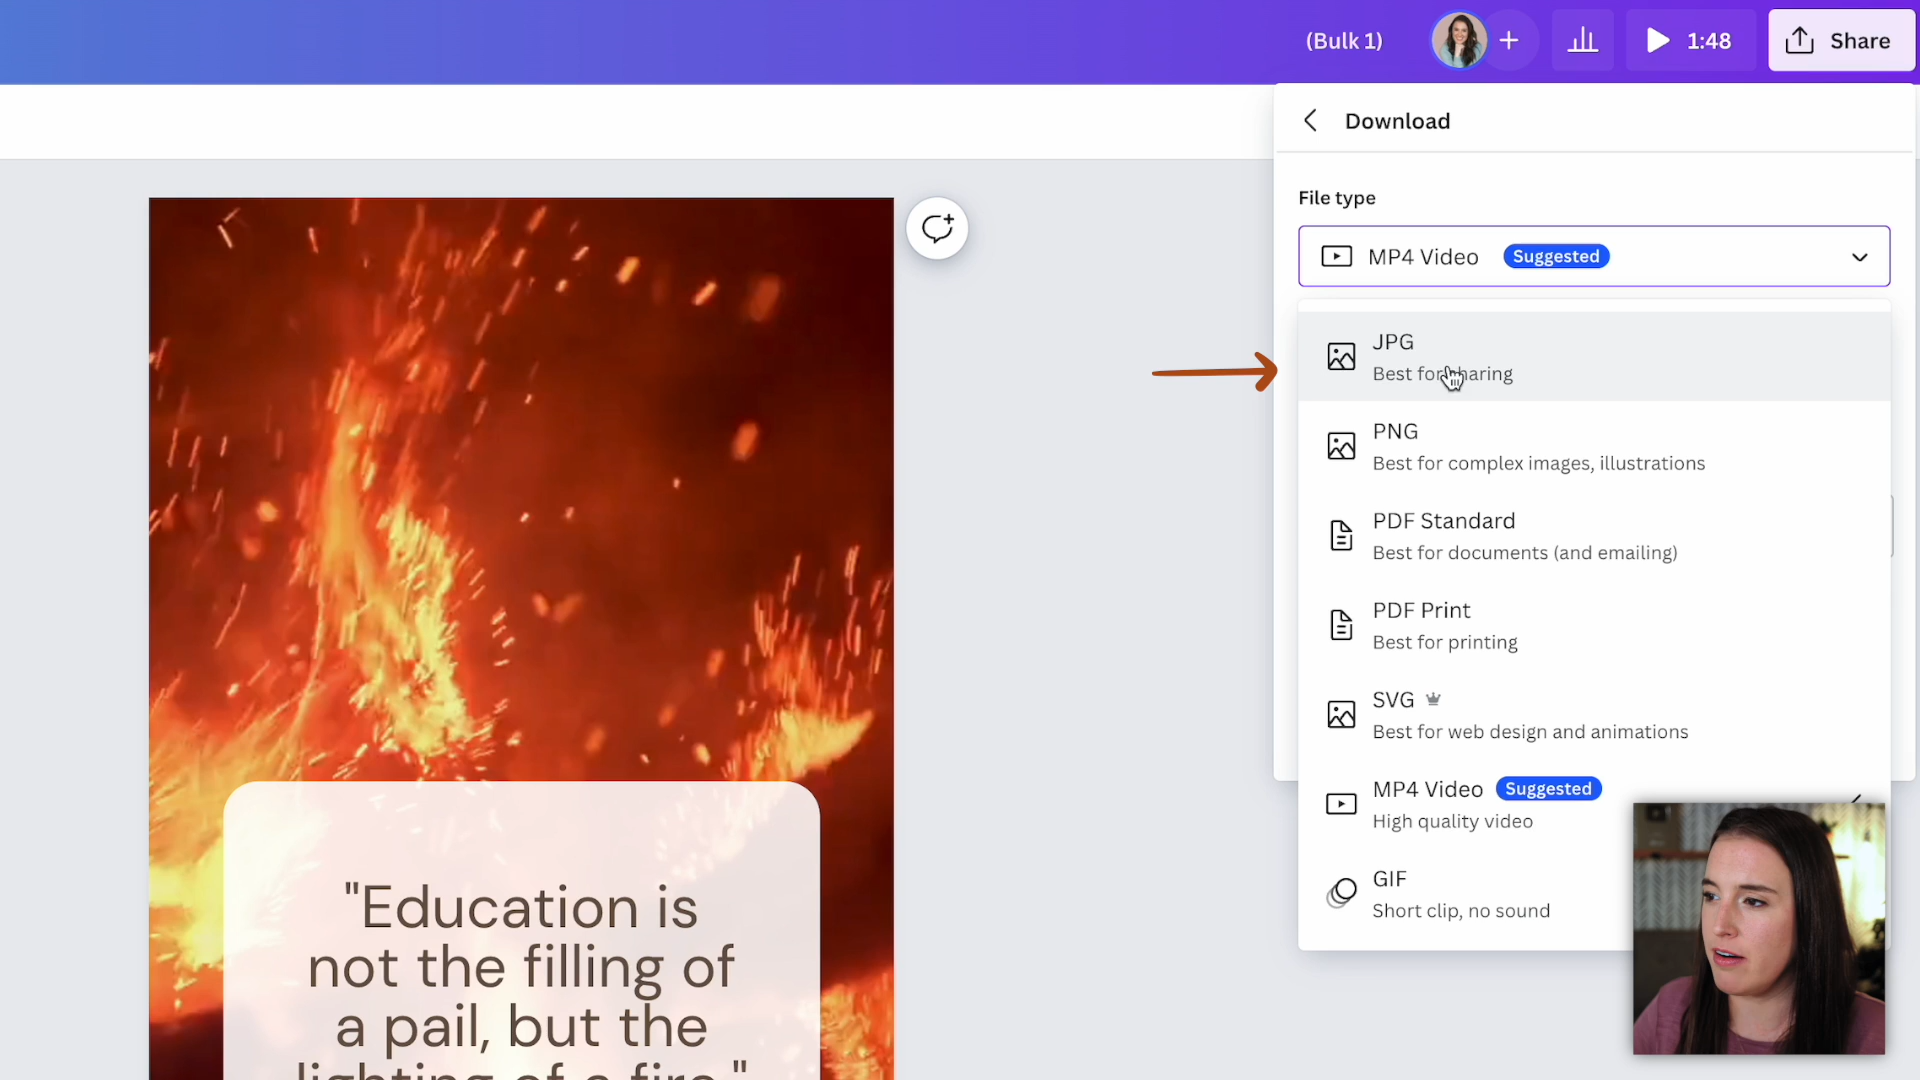 (Bulk 1)
1:48
Share
Download
File type
MP4 Video Suggested
JPG
Best for sharing
PNG
Best for complex images, illustrations
PDF Standard
Best for documents (and emailing)
PDF Print
Best for printing
SVG
Best for web design and animations
MP4 Video Suggested
High quality video
GIF
Short clip, no sound
"Education is
not the filling of
a pail, but the
lighting of a fire."